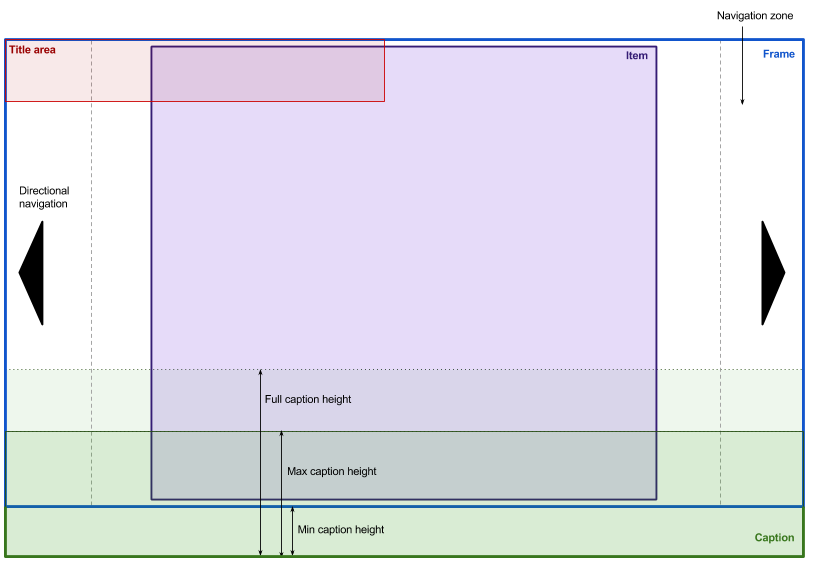 Navigation zone
Title area
Item
Frame
Directional
navigation
Full caption height
Max caption height
Min caption height
Caption